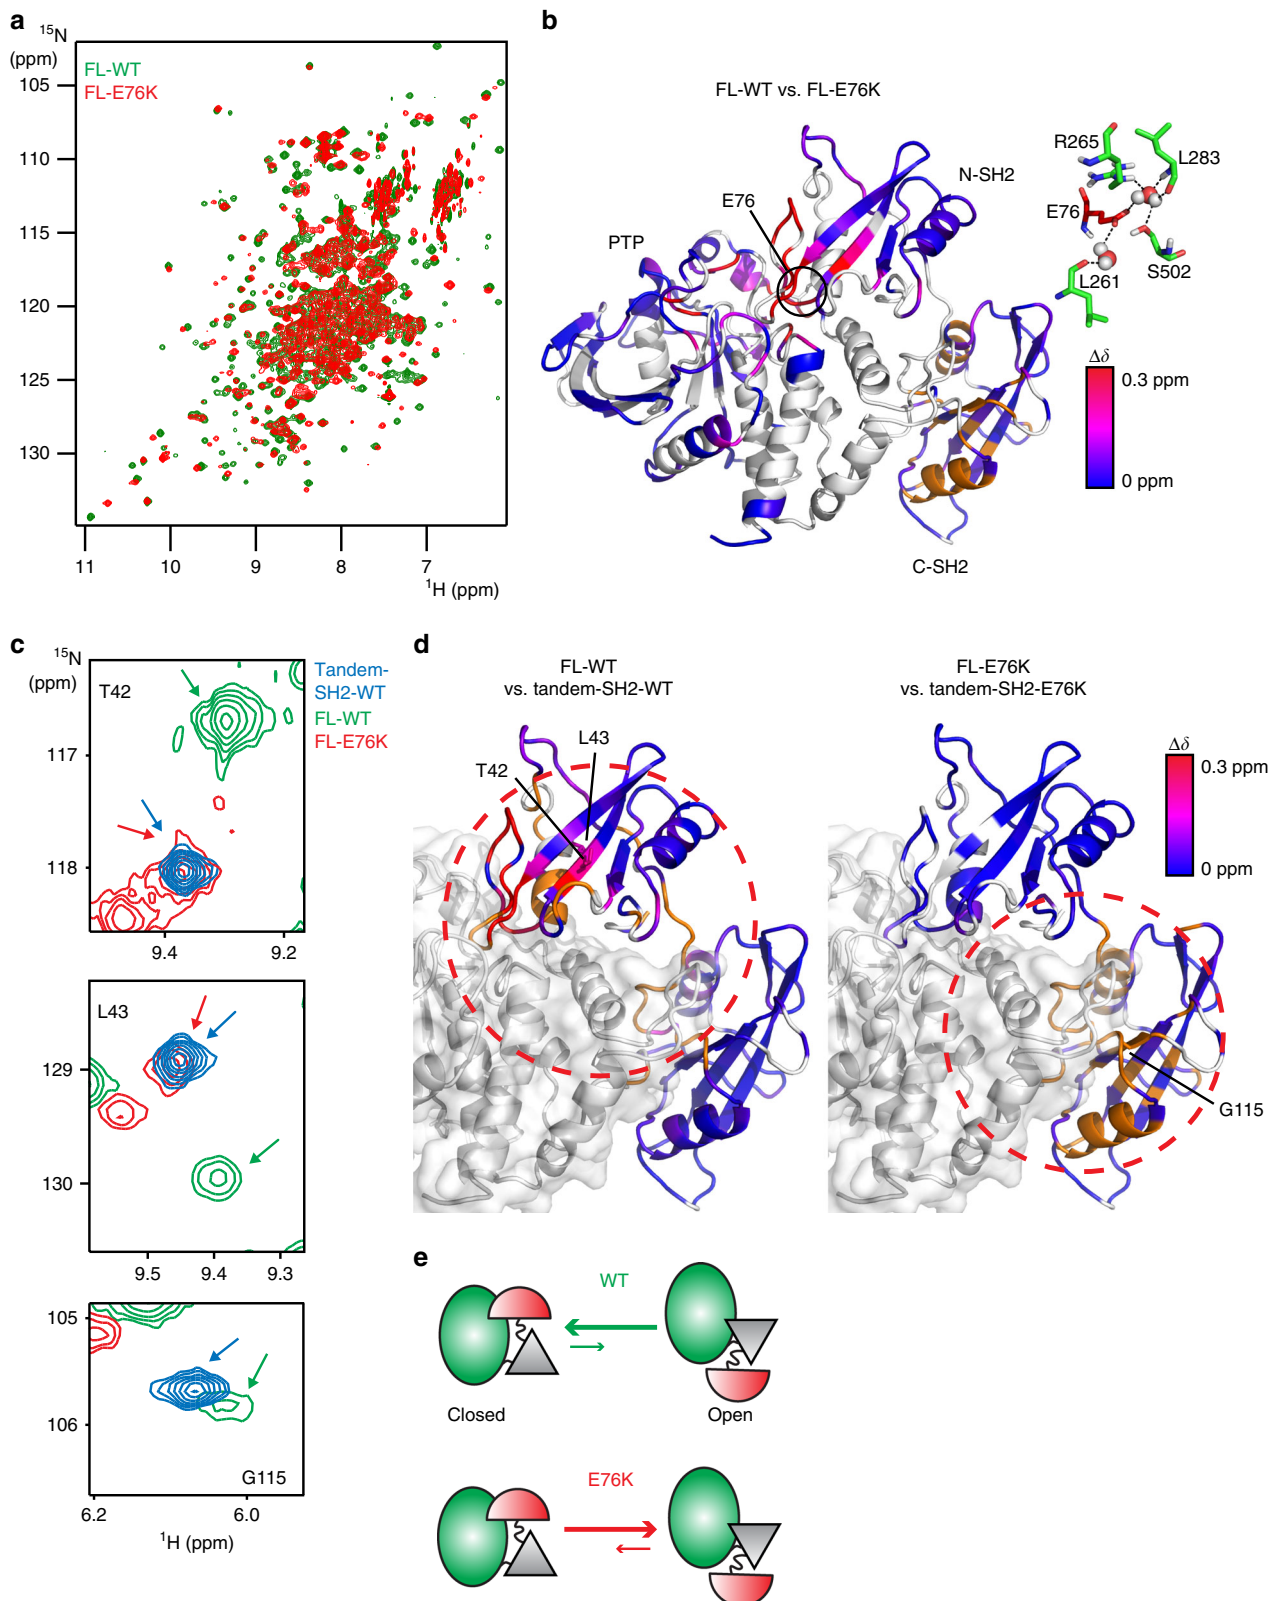 a
15N
(ppm)
FL-WT
FL-E76K
105
110
115
120
125
130
11
10
9
8
7
1H (ppm)
b
FL-WT vs. FL-E76K
N-SH2
E76
PTP
C-SH2
R265
L283
E76
L261
S502
Δδ
0.3 ppm
0 ppm
c
15N
(ppm)
T42
Tandem-
SH2-WT
FL-WT
FL-E76K
117
118
9.4
9.2
L43
129
130
9.5
9.4
9.3
105
106
G115
6.2
6.0
1H (ppm)
d
FL-WT
vs. tandem-SH2-WT
L43
T42
FL-E76K
vs. tandem-SH2-E76K
G115
Δδ
0.3 ppm
0 ppm
e
WT
Closed
Open
E76K